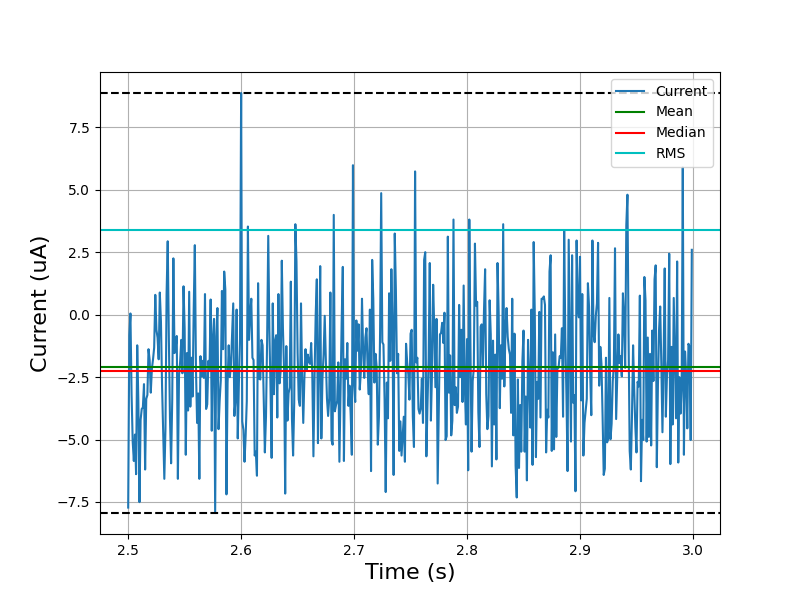 Current
Mean
Median
RMS
7.5
5.0
2.5
0.0
−2.5
−5.0
−7.5
Current (uA)
2.5
2.6
2.7
2.8
2.9
3.0
Time (s)